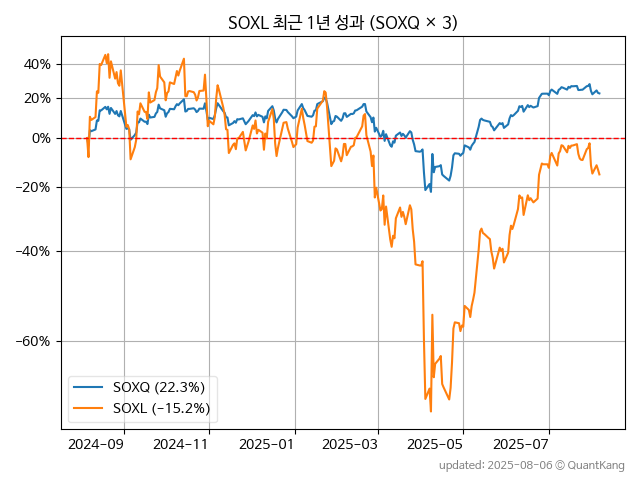 SOXL 최근 1년 성과 (SOXQ × 3)
40%
20%
0%
−20%
−40%
−60%
SOXQ (22.3%)
SOXL (−15.2%)
2024-09 2024-11 2025-01 2025-03 2025-05 2025-07
updated: 2025-08-06 © QuantKang